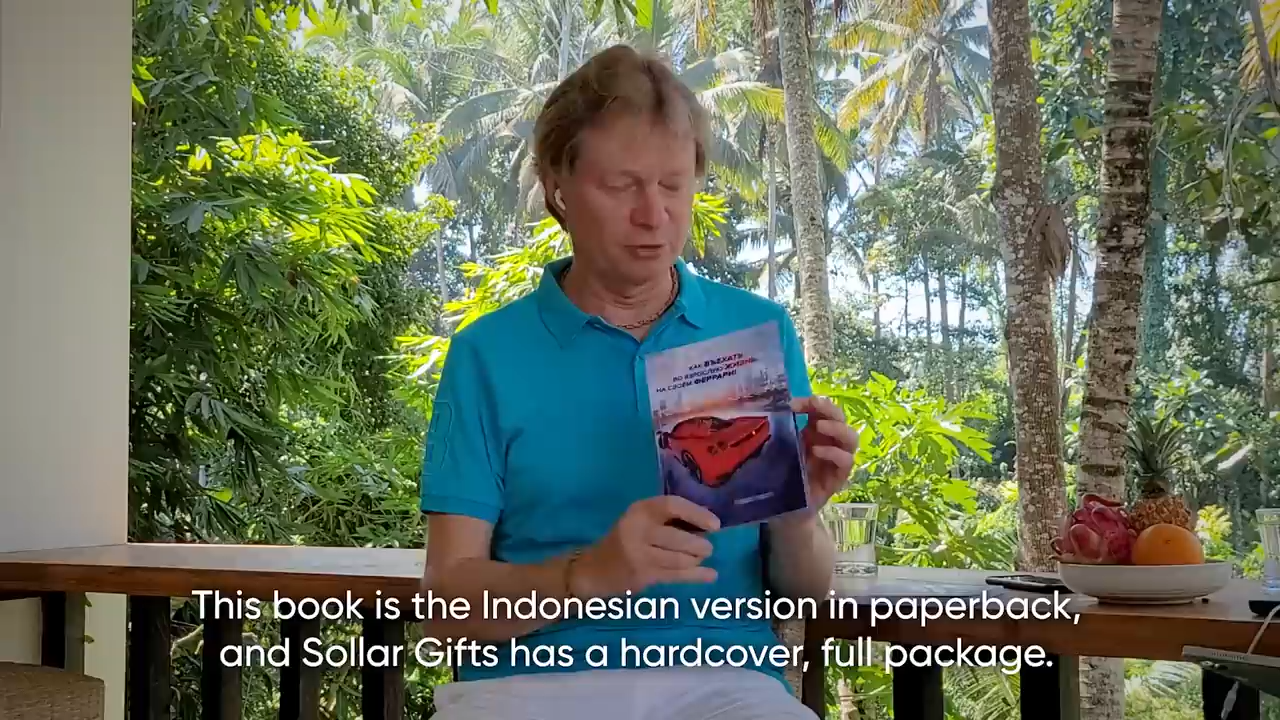 КАК ВЪЕХАТЬ
ВО ВЗРОСЛУЮ ЖИЗНЬ
НА СВОЕМ ФЕРРАРИ!
This book is the Indonesian version in paperback,
and Sollar Gifts has a hardcover, full package.